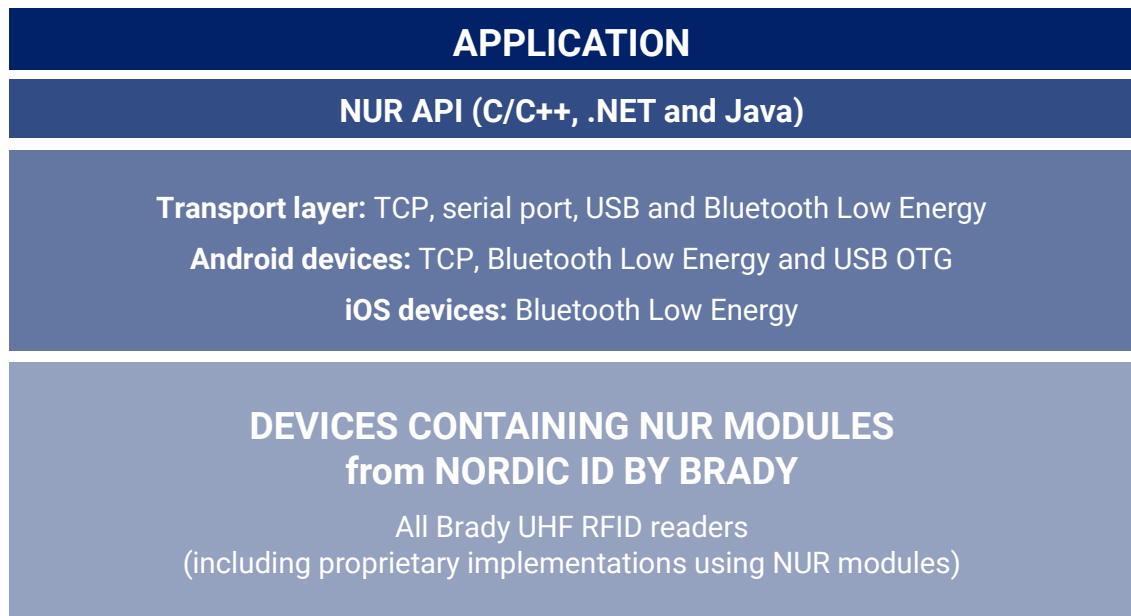 APPLICATION
NUR API (C/C++, .NET and Java)
Transport layer: TCP, serial port, USB and Bluetooth Low Energy
Android devices: TCP, Bluetooth Low Energy and USB OTG
iOS devices: Bluetooth Low Energy
DEVICES CONTAINING NUR MODULES
from NORDIC ID BY BRADY
All Brady UHF RFID readers
(including proprietary implementations using NUR modules)